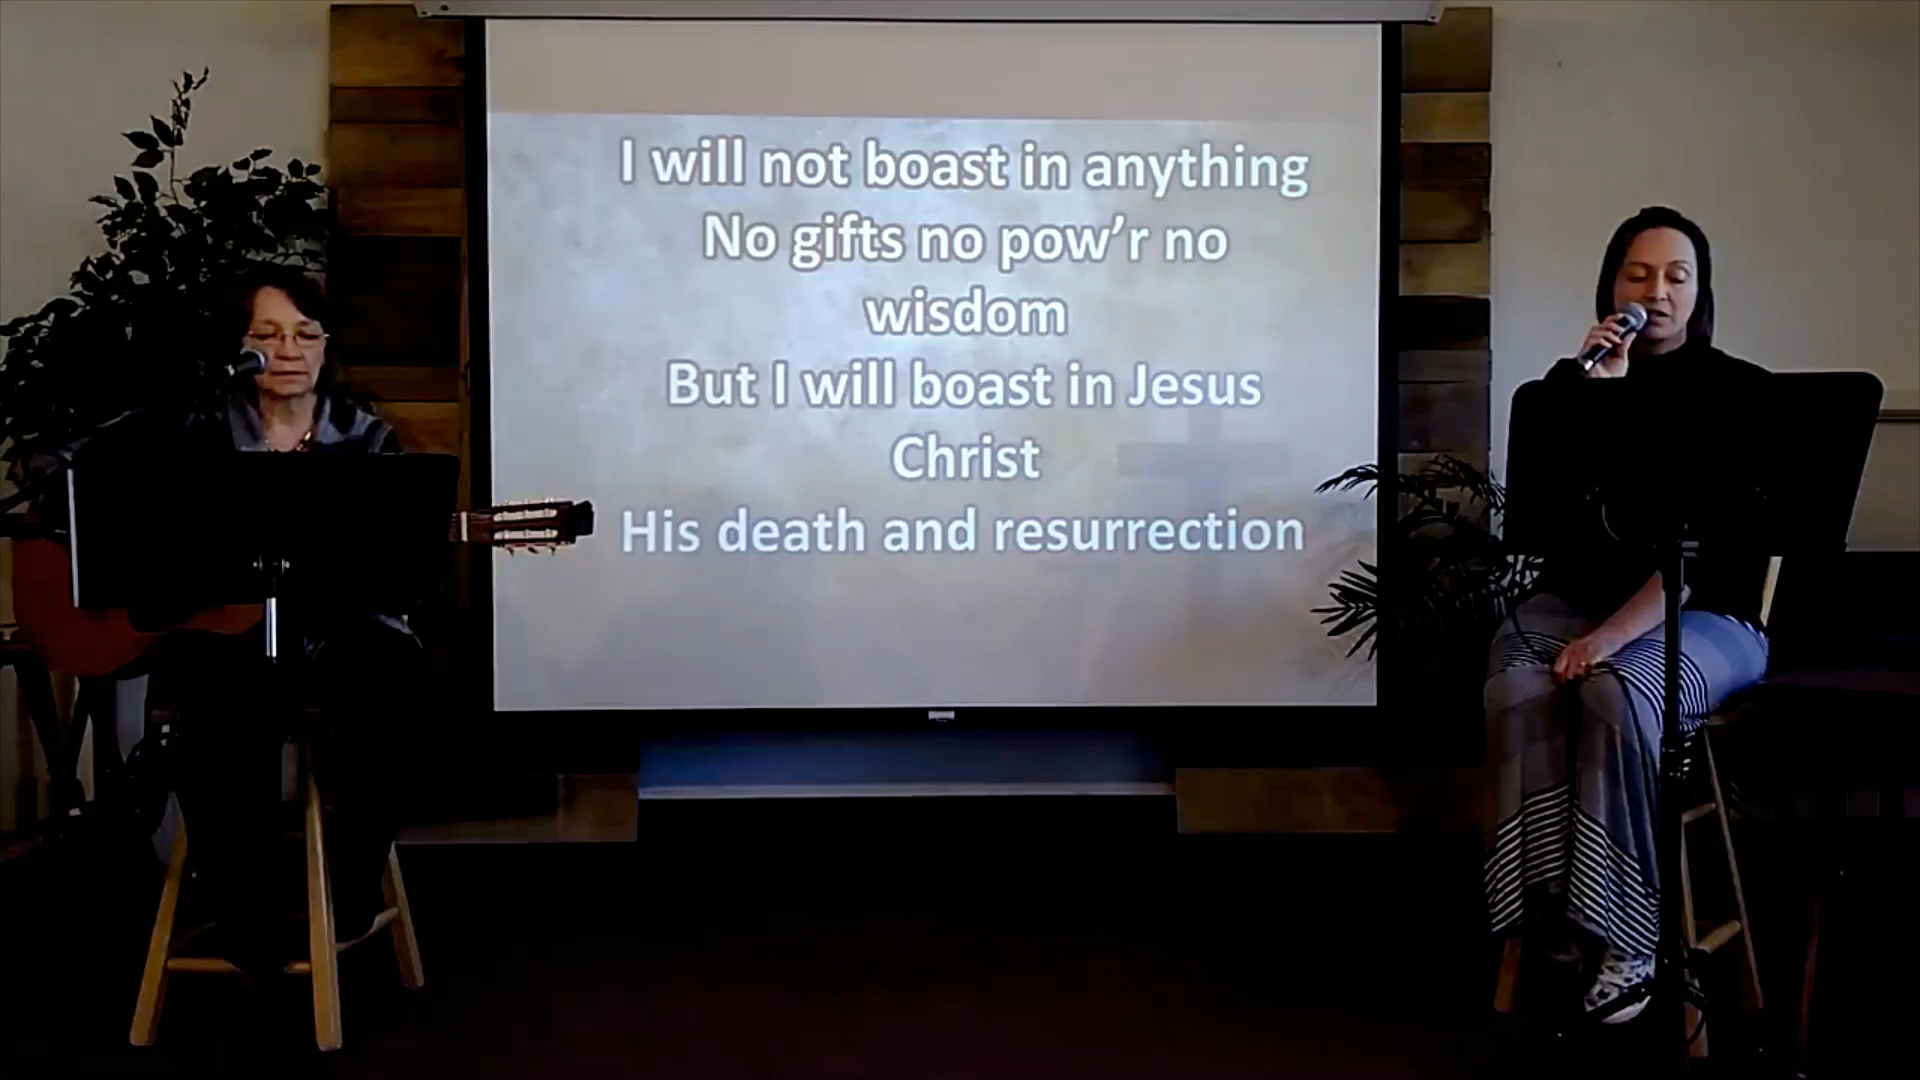 I will not boast in anything
No gifts no pow’r no
wisdom
But I will boast in Jesus
Christ
His death and resurrection